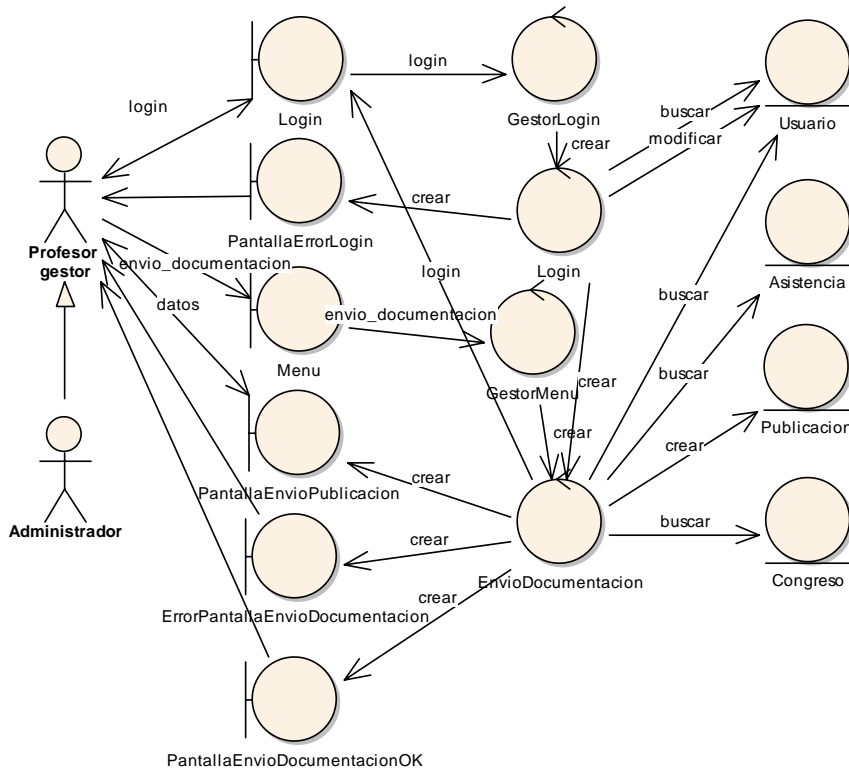 login
login
Login
GestorLogin
buscar
modificar
Usuario
crear
crear
PantallaErrorLogin
Login
login
Profesor
gestor
envio_documentacion
datos
Menu
envio_documentacion
GestorMenu
crear
crear
buscar
Asistencia
buscar
crear
Publicacion
PantallaEnvioPublicacion
crear
buscar
Congreso
EnvioDocumentacion
Administrador
crear
ErrorPantallaEnvioDocumentacion
crear
PantallaEnvioDocumentacionOK